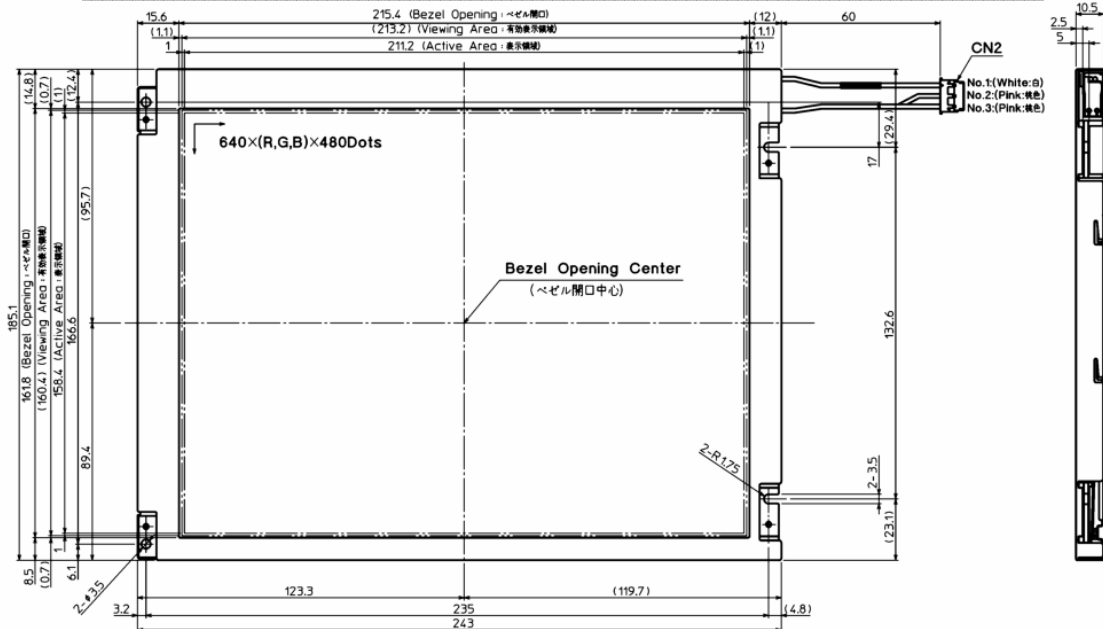 15.6
215.4 (Bezel Opening : ベゼル開口)
(12)
60
10.5
(1.1)
(213.2) (Viewing Area : 有効表示領域)
(1.1)
2.5
1
211.2 (Active Area : 表示領域)
(1)
5
CN2
No.1:(White:白)
No.2:(Pink:桃色)
No.3:(Pink:桃色)
(14.8)
(0.7)
(1)
(12.4)
(29.4)
17
640×(R,G,B)×480Dots
(95.7)
Bezel Opening Center
(ベゼル開口中心)
185.1
161.8 (Bezel Opening : ベゼル開口)
(160.4) (Viewing Area : 有効表示領域)
158.4 (Active Area : 表示領域)
166.6
132.6
89.4
2-R1.75
2-3.5
(23.1)
8.5
(0.7)
1
6.1
2-φ3.5
123.3
(119.7)
3.2
235
(4.8)
243